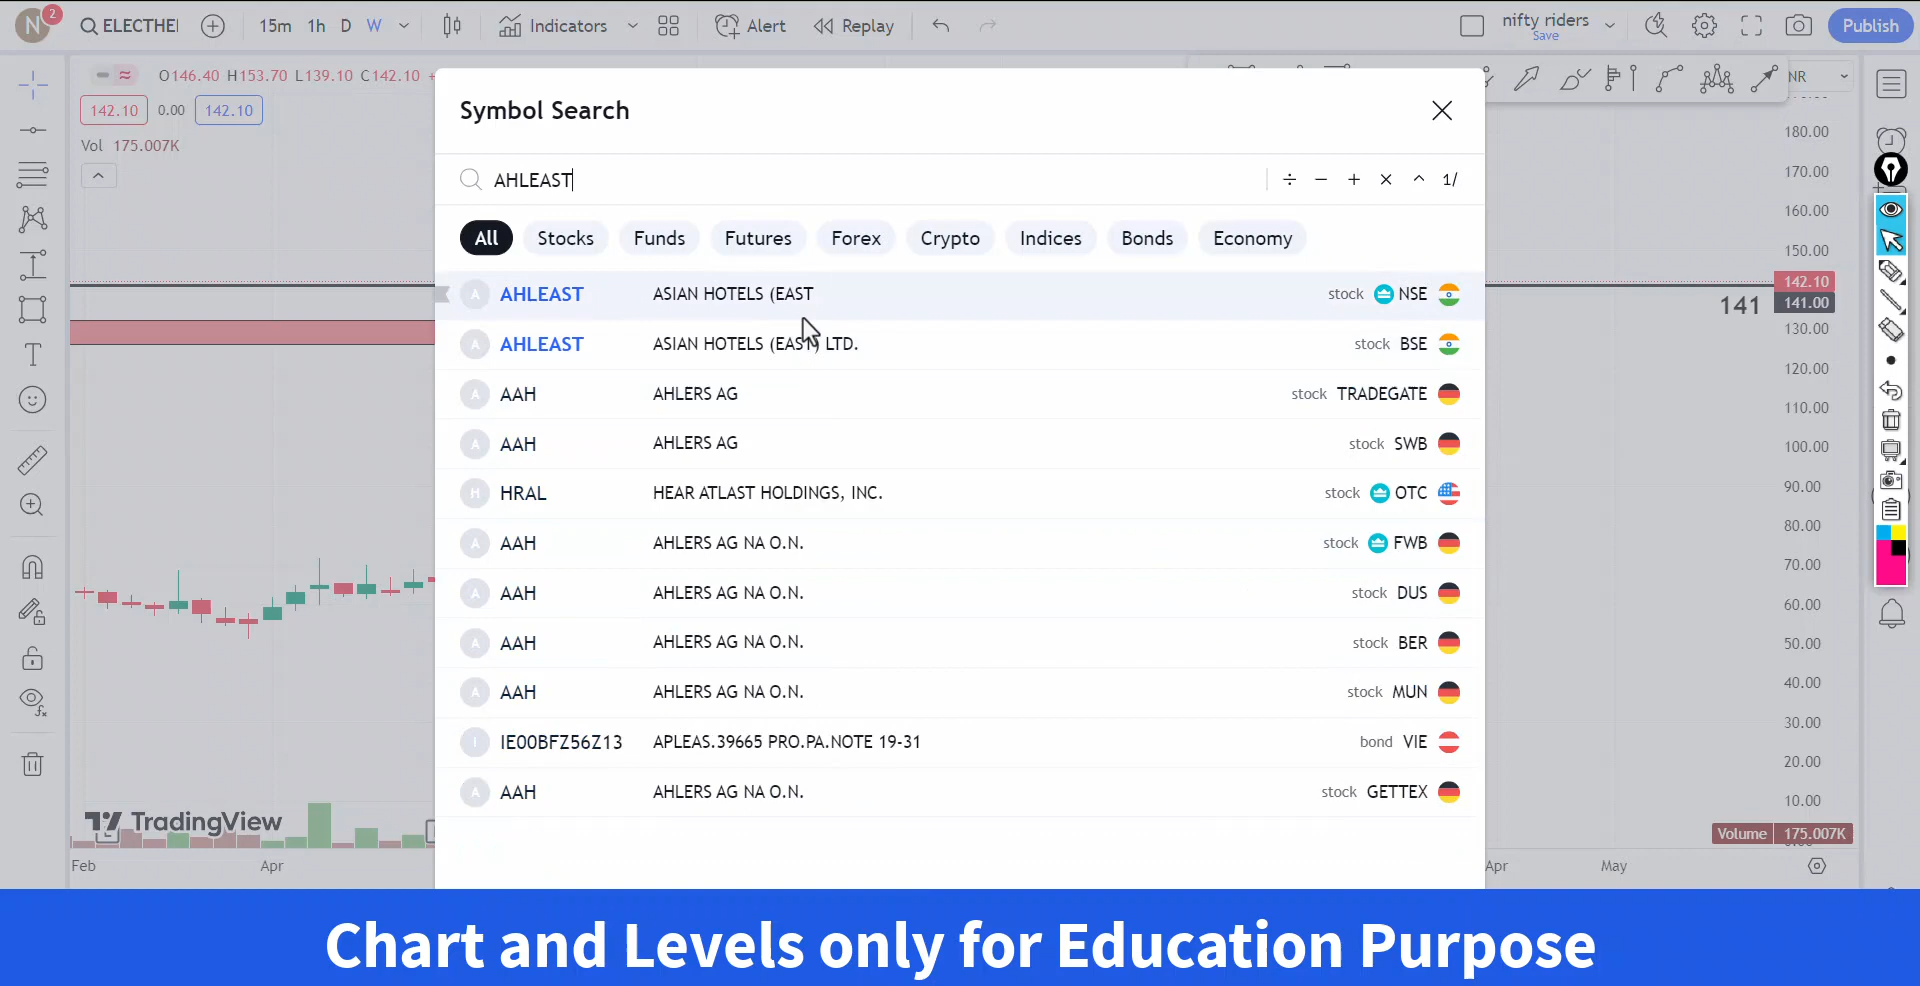 N 2 ELECTHE 15m 1h D W Indicators Alert Replay nifty riders Save Publish
O146.40 H153.70 L139.10 C142.10
142.10 0.00 142.10
Vol 175.007K
Symbol Search
AHLEAST ÷ − + × ^ 1/
All Stocks Funds Futures Forex Crypto Indices Bonds Economy
A AHLEAST ASIAN HOTELS (EAST stock NSE
A AHLEAST ASIAN HOTELS (EAST) LTD. stock BSE
A AAH AHLERS AG stock TRADEGATE
A AAH AHLERS AG stock SWB
H HRAL HEAR ATLAST HOLDINGS, INC. stock OTC
A AAH AHLERS AG NA O.N. stock FWB
A AAH AHLERS AG NA O.N. stock DUS
A AAH AHLERS AG NA O.N. stock BER
A AAH AHLERS AG NA O.N. stock MUN
I IE00BFZ56Z13 APLEAS.39665 PRO.PA.NOTE 19-31 bond VIE
A AAH AHLERS AG NA O.N. stock GETTEX
NR
180.00
170.00
160.00
150.00
142.10
141 141.00
130.00
120.00
110.00
100.00
90.00
80.00
70.00
60.00
50.00
40.00
30.00
20.00
10.00
Volume 175.007K
TradingView
Feb Apr Apr May
Chart and Levels only for Education Purpose